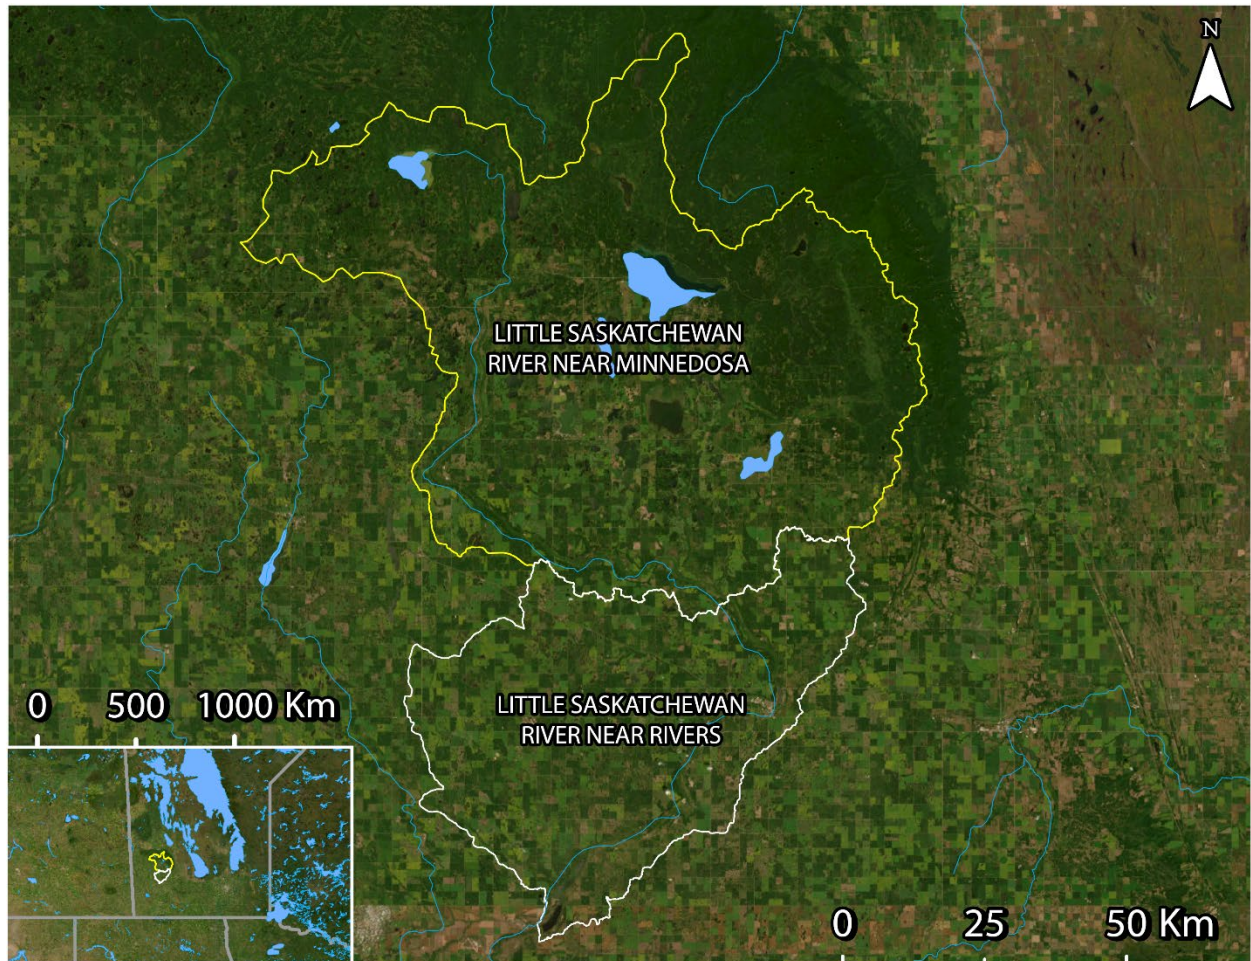 N
LITTLE SASKATCHEWAN
RIVER NEAR MINNEDOSA
LITTLE SASKATCHEWAN
RIVER NEAR RIVERS
0 500 1000 Km
0 25 50 Km